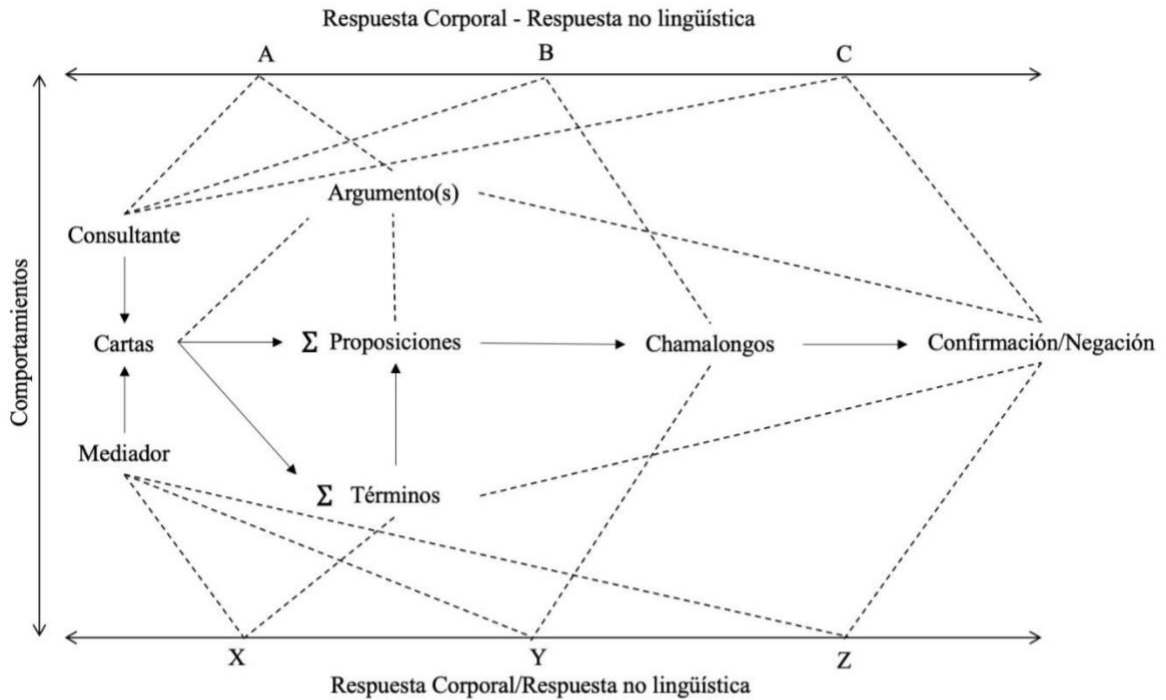 Respuesta Corporal - Respuesta no lingüística
A B C
Argumento(s)
Consultante
Comportamientos
Cartas Σ Proposiciones Chamalongos Confirmación/Negación
Mediador
Σ Términos
X Y Z
Respuesta Corporal/Respuesta no lingüística